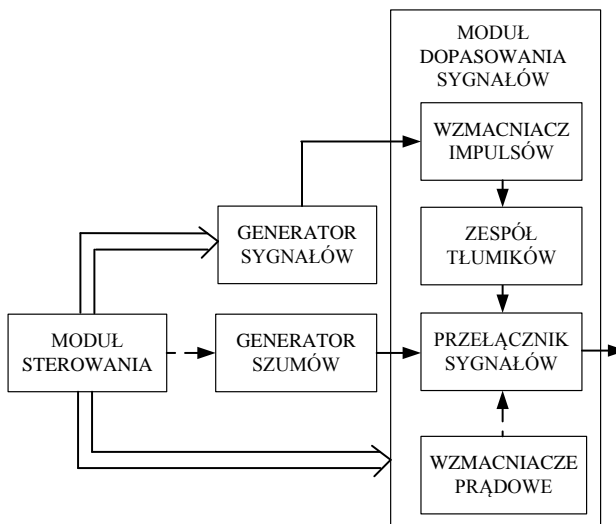 MODUŁ
DOPASOWANIA
SYGNAŁÓW
WZMACNIACZ
IMPULSÓW
GENERATOR
SYGNAŁÓW
ZESPÓŁ
TŁUMIKÓW
MODUŁ
STEROWANIA
GENERATOR
SZUMÓW
PRZEŁĄCZNIK
SYGNAŁÓW
WZMACNIACZE
PRĄDOWE